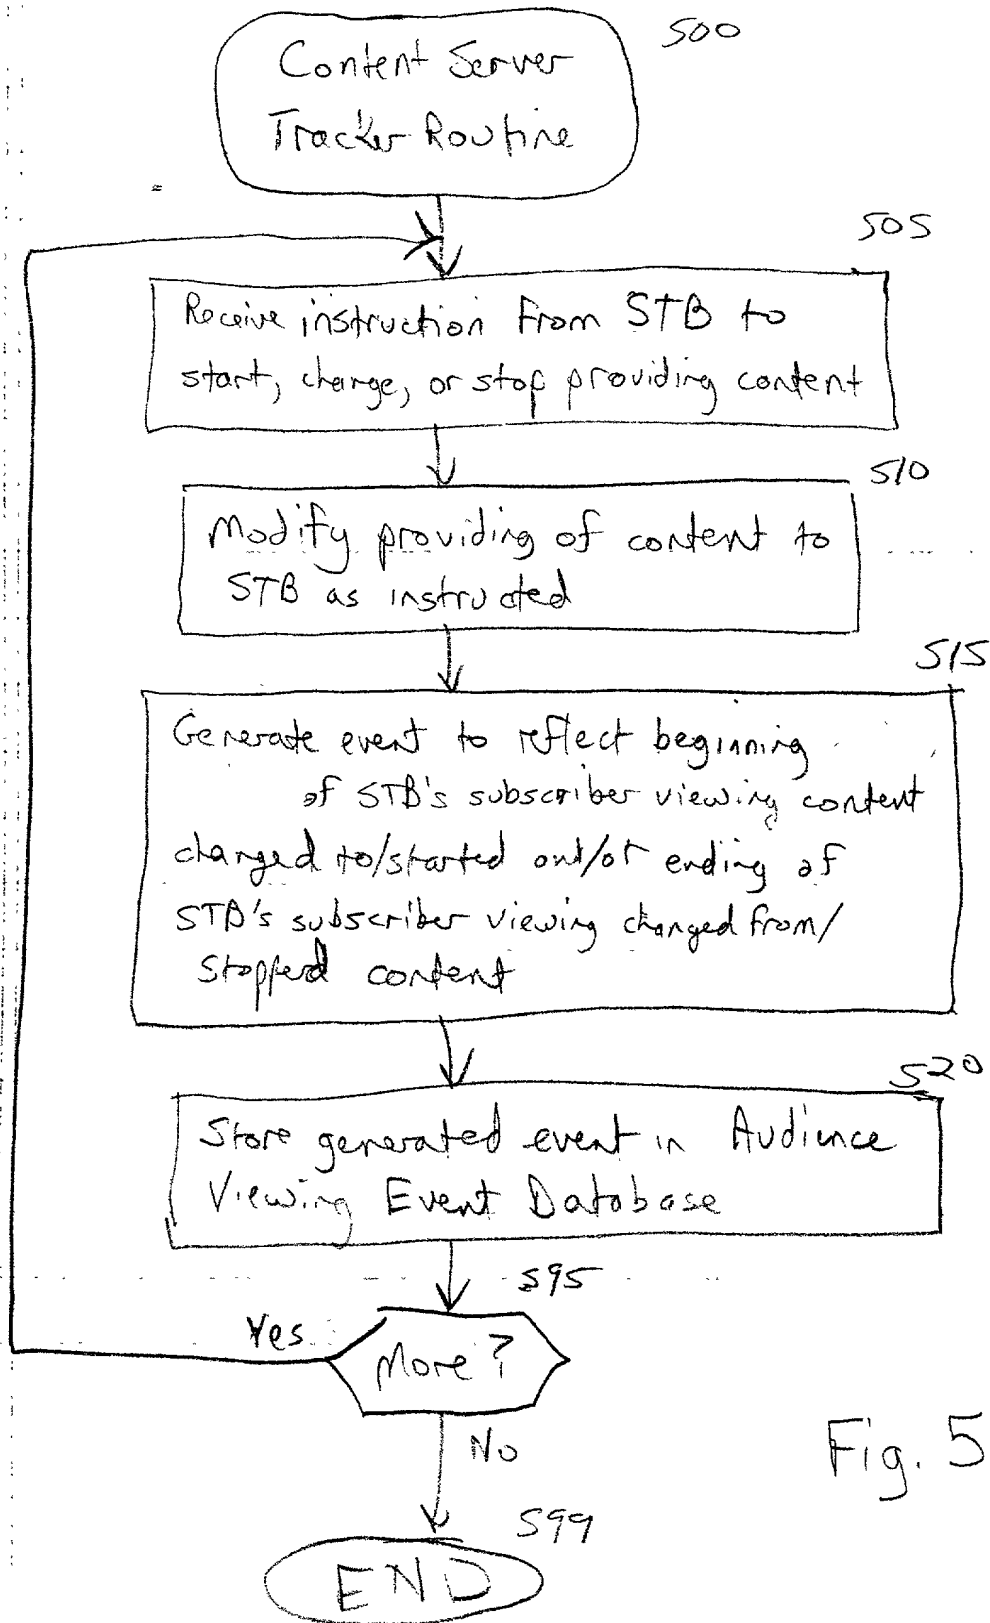 500
Content Server
Tracker Routine
505
Receive instruction from STB to
start, change, or stop providing content
510
Modify providing of content to
STB as instructed
515
Generate event to reflect beginning
of STB's subscriber viewing content
changed to/started and/or ending of
STB's subscriber viewing changed from/
stopped content
520
Store generated event in Audience
Viewing Event Database
595
Yes
More?
No
Fig. 5
599
END